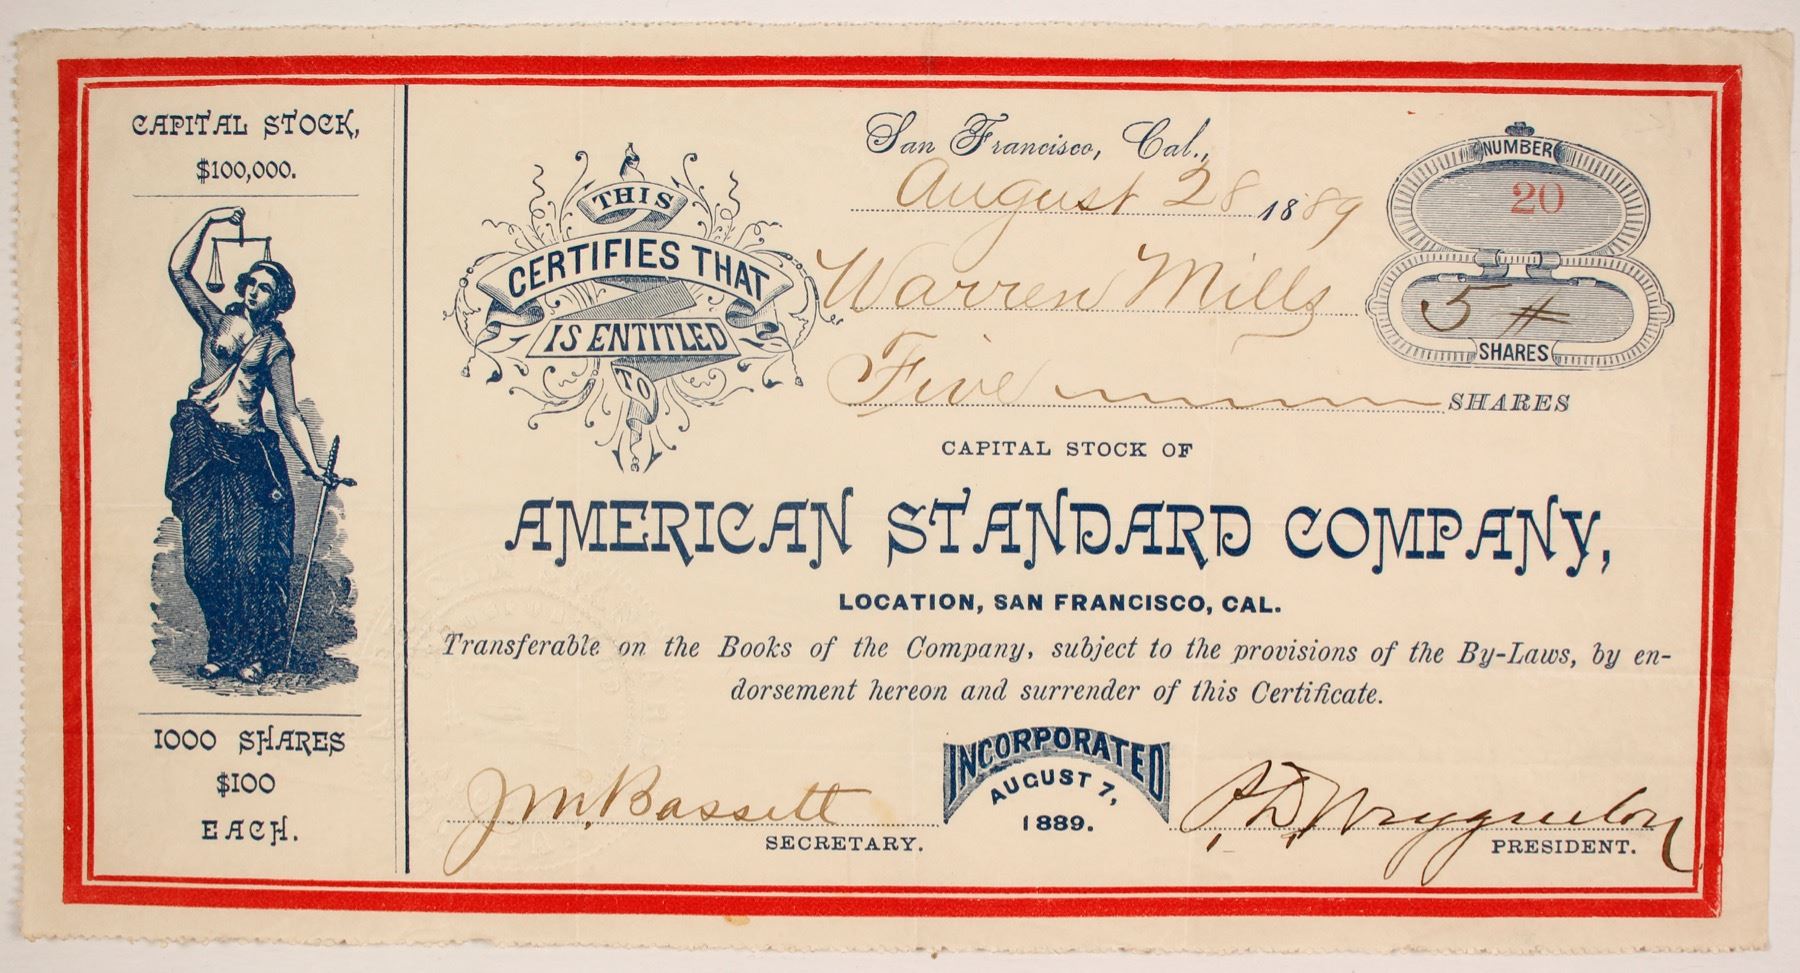 CAPITAL STOCK,
$100,000.
1000 SHARES
$100
EACH.
THIS
CERTIFIES THAT
IS ENTITLED
TO
San Francisco, Cal.,
August 28 1889
NUMBER
20
Warren Mills
5 #
SHARES
Five SHARES
CAPITAL STOCK OF
AMERICAN STANDARD COMPANY,
LOCATION, SAN FRANCISCO, CAL.
Transferable on the Books of the Company, subject to the provisions of the By-Laws, by en-
dorsement hereon and surrender of this Certificate.
INCORPORATED
AUGUST 7,
1889.
J. M. Bassett
SECRETARY.
PRESIDENT.